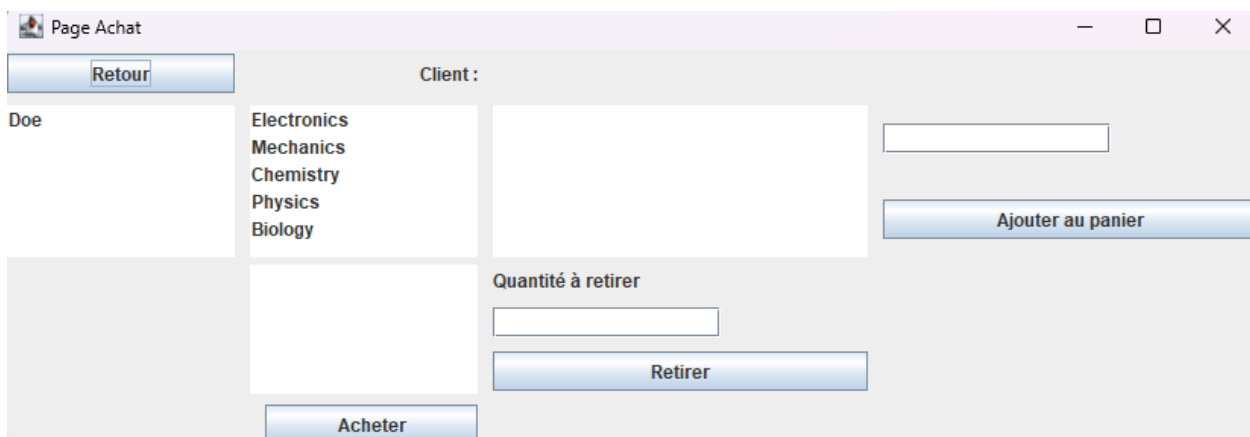 Page Achat
Retour
Client :
Doe
Electronics
Mechanics
Chemistry
Physics
Biology
Ajouter au panier
Quantité à retirer
Retirer
Acheter